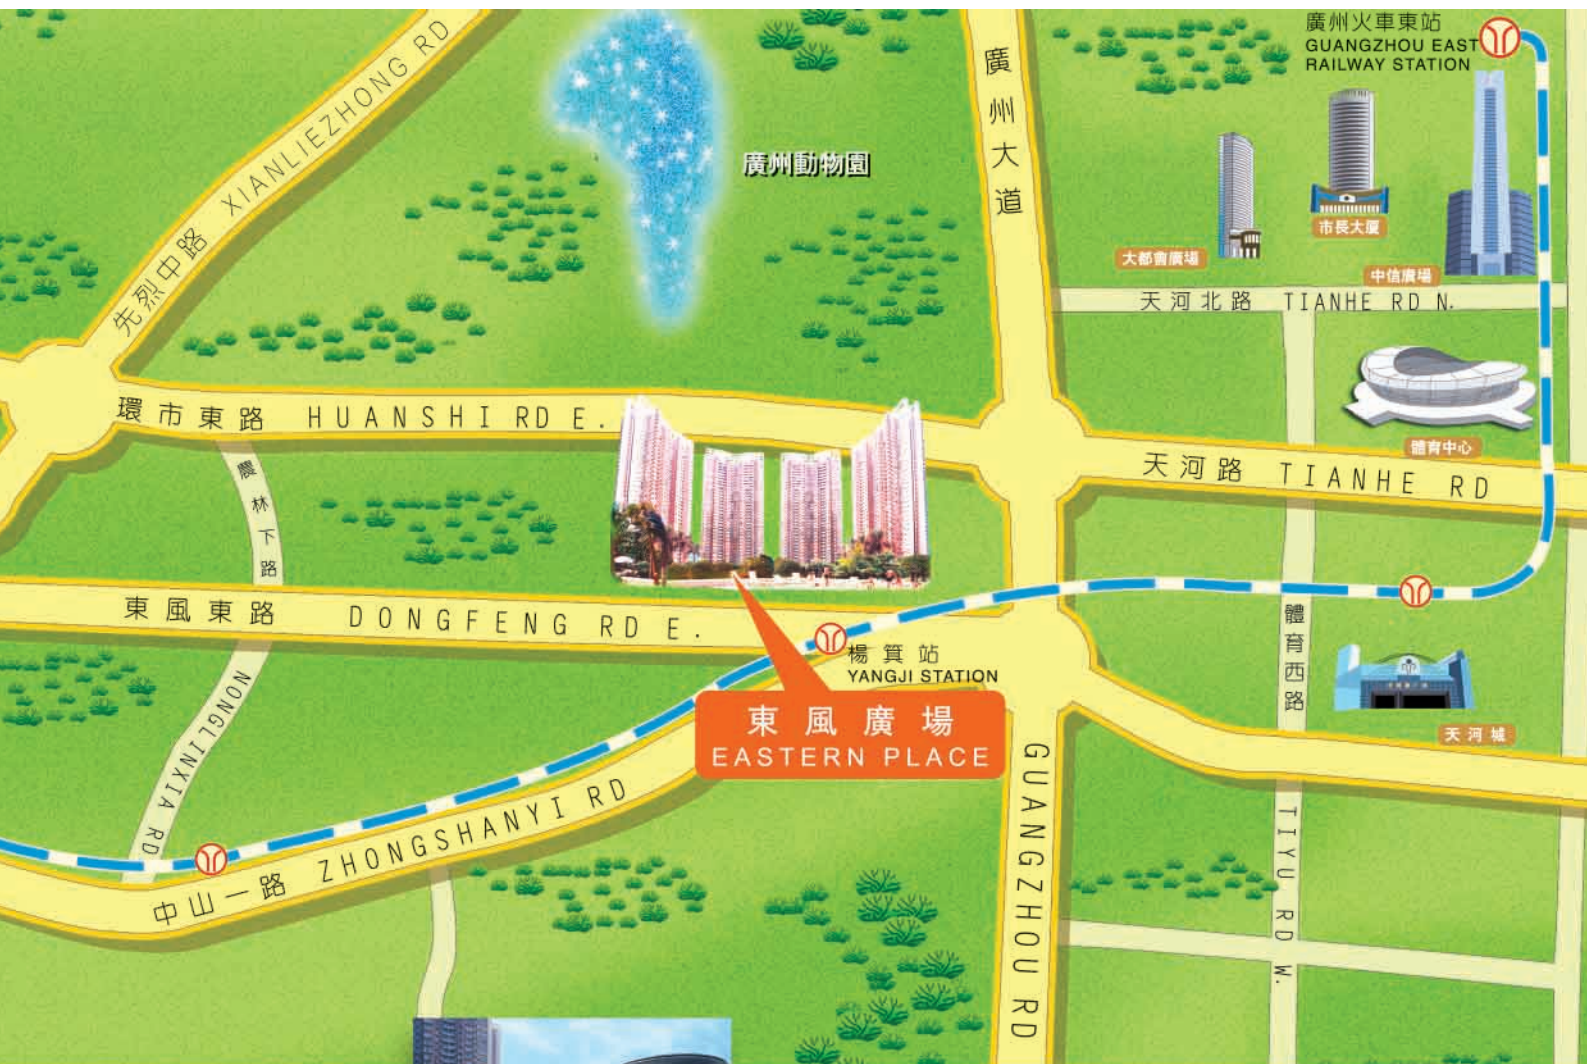 廣州火車東站
GUANGZHOU EAST
RAILWAY STATION
先烈中路 XIANLIEZHONG RD
廣州大道
廣州動物園
市長大厦
大都會廣場
中信廣場
天河北路 TIANHE RD N.
環市東路 HUANSHI RD E.
體育中心
天河路 TIANHE RD
農林下路
東風東路 DONGFENG RD E.
體育西路
楊箕站
YANGJI STATION
NONGLINXIA RD
東風廣場
EASTERN PLACE
天河城
GUANGZHOU RD
中山一路 ZHONGSHANYI RD
TIYU RD W.